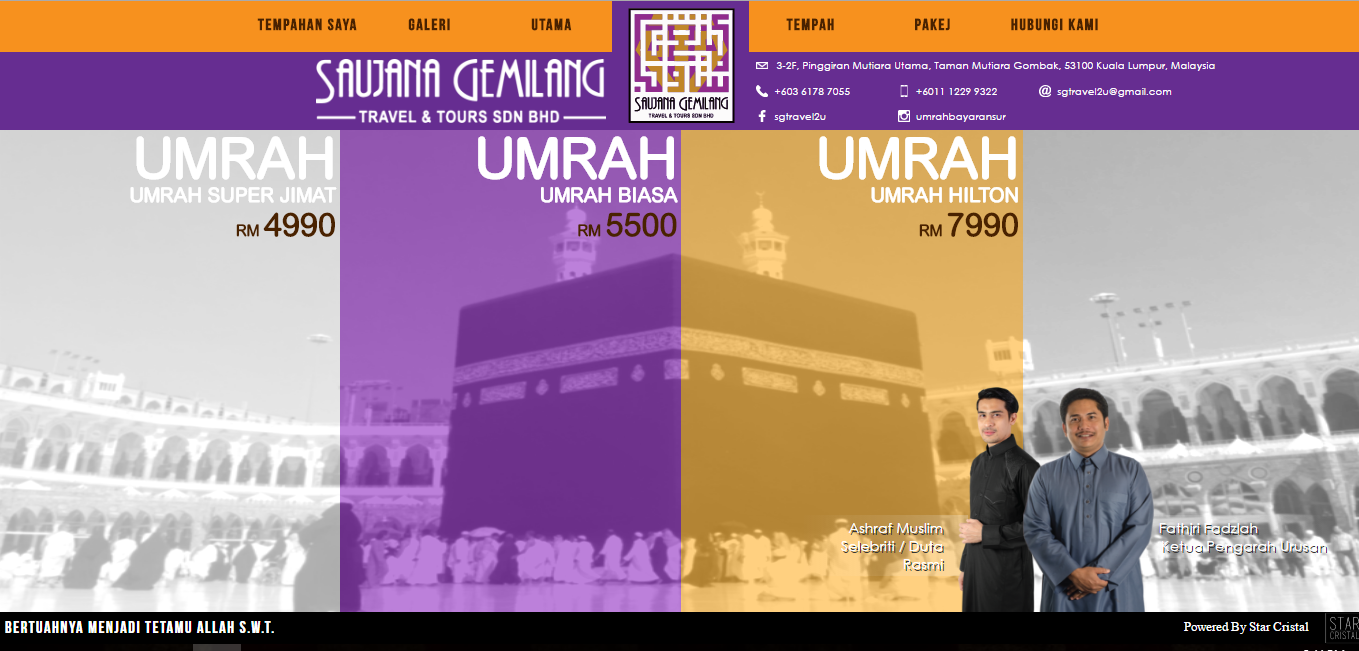 TEMPAHAN SAYA
GALERI
UTAMA
TEMPAH
PAKEJ
HUBUNGI KAMI
SAUJANA GEMILANG
TRAVEL & TOURS SDN BHD
SAUJANA GEMILANG
TRAVEL & TOURS SDN BHD
3-2F, Pinggiran Mutiara Utama, Taman Mutiara Gombak, 53100 Kuala Lumpur, Malaysia
+603 6178 7055
+6011 1229 9322
@ sgtravel2u@gmail.com
sgtravel2u
umrahbayaransur
UMRAH
UMRAH SUPER JIMAT
RM 4990
UMRAH
UMRAH BIASA
RM 5500
UMRAH
UMRAH HILTON
RM 7990
Ashraf Muslim
Selebriti / Duta
Rasmi
Fathiri Fadzlah
Ketua Pengarah Urusan
BERTUAHNYA MENJADI TETAMU ALLAH S.W.T.
Powered By Star Cristal
STAR
CRISTAL